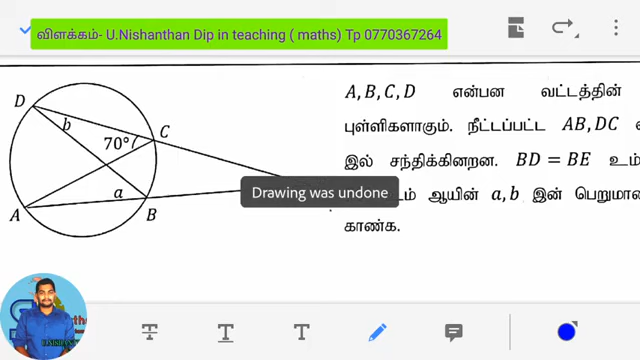 விளக்கம்- U.Nishanthan Dip in teaching ( maths) Tp 0770367264
D
b
70°
C
a
A
B
A, B, C, D என்பன வட்டத்தின்
புள்ளிகளாகும். நீட்டப்பட்ட AB, DC
இல் சந்திக்கினறன. BD = BE உம்
Drawing was undone
ஆயின் a, b இன்
காண்க.
T
T
T